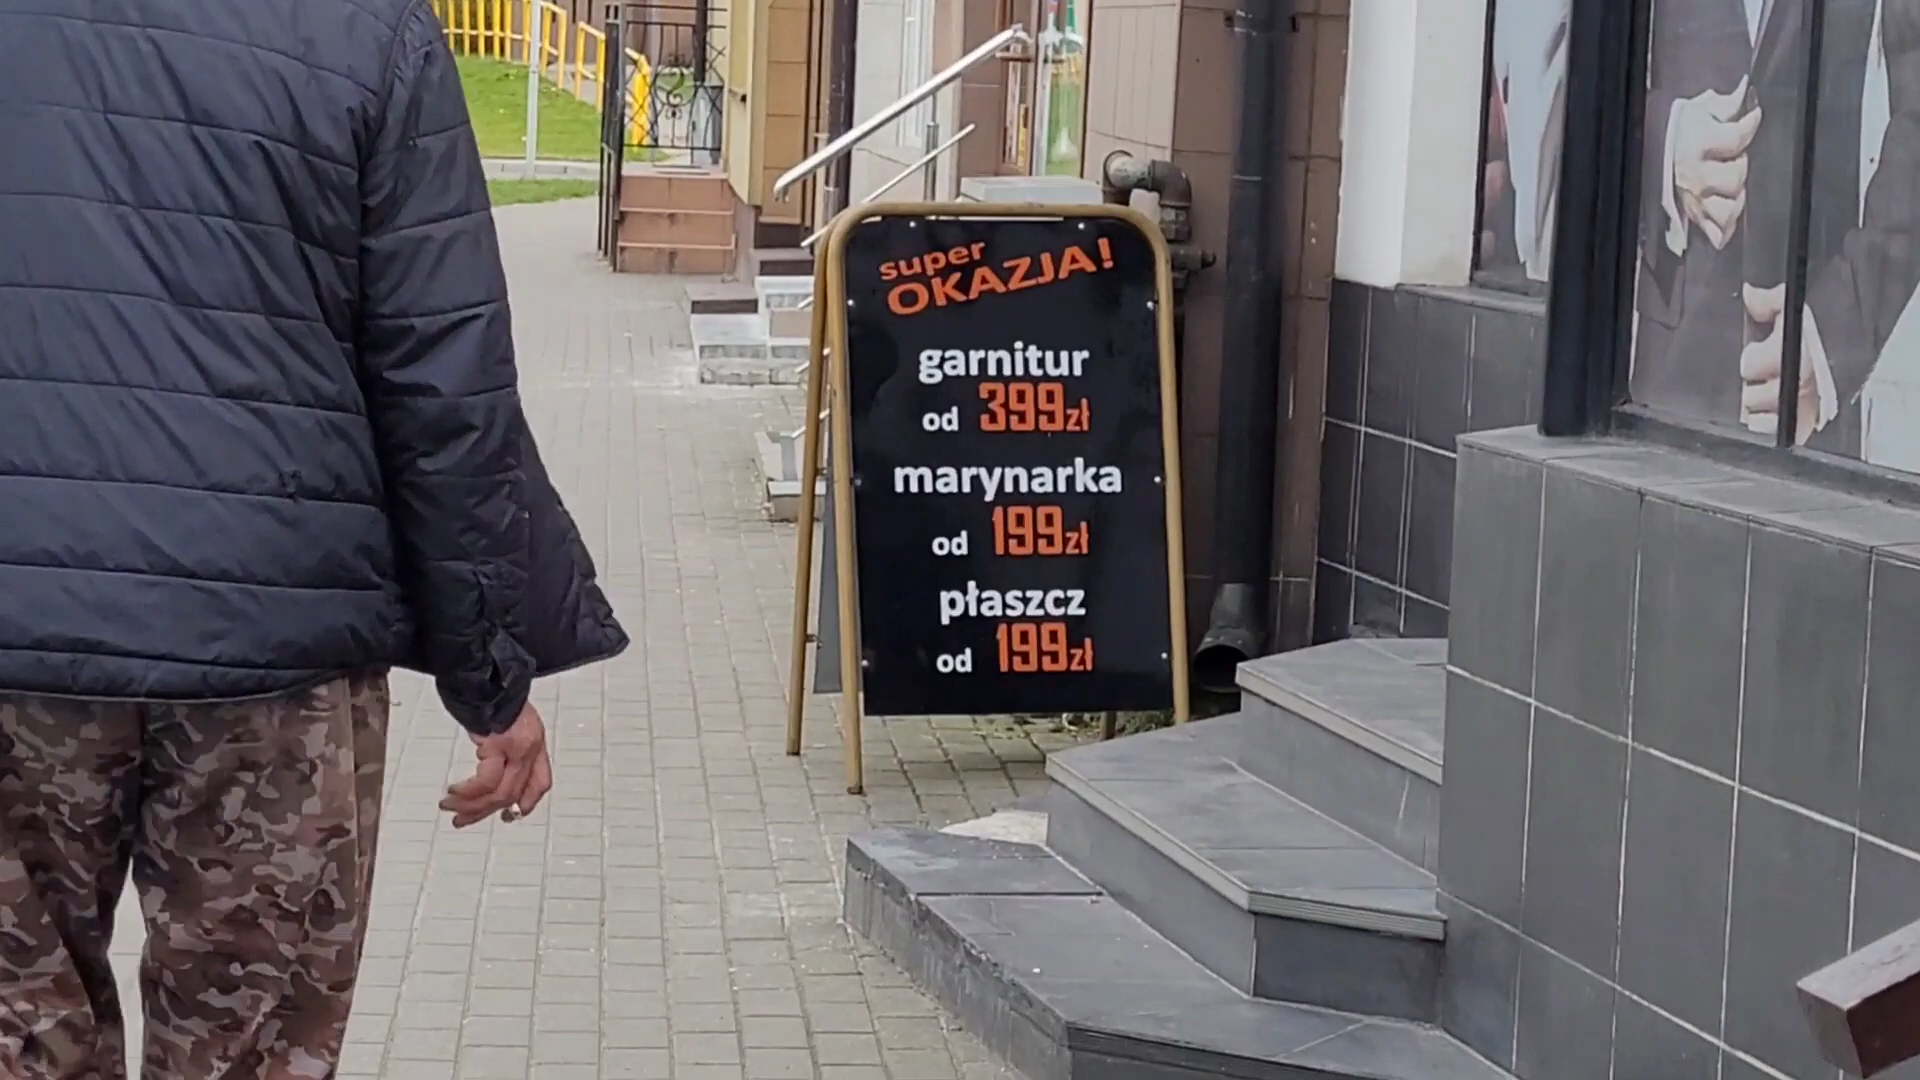 super
OKAZJA!
garnitur
od 399zł
marynarka
od 199zł
płaszcz
od 199zł